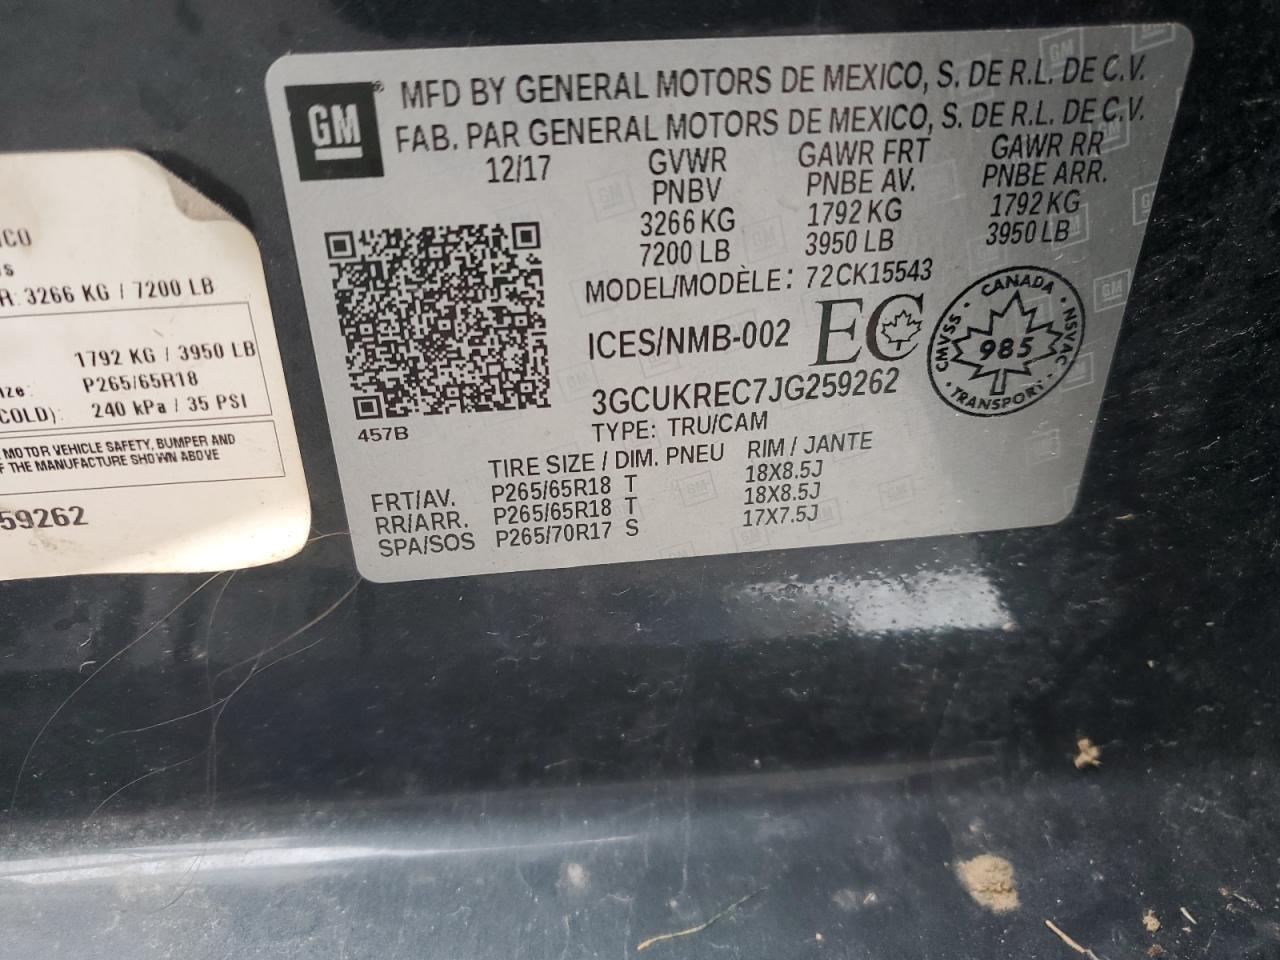 GM
MFD BY GENERAL MOTORS DE MEXICO, S. DE R.L. DE C.V.
FAB. PAR GENERAL MOTORS DE MEXICO, S. DE R.L. DE C.V.
12/17 GVWR GAWR FRT GAWR RR
PNBV PNBE AV. PNBE ARR.
3266 KG 1792 KG 1792 KG
7200 LB 3950 LB 3950 LB
MODEL/MODÈLE: 72CK15543
ICES/NMB-002 EC
CANADA
CMVSS 985 NSVAC
TRANSPORT
3GCUKREC7JG259262
457B
TYPE: TRU/CAM
TIRE SIZE / DIM. PNEU RIM / JANTE
FRT/AV. P265/65R18 T 18X8.5J
RR/ARR. P265/65R18 T 18X8.5J
SPA/SOS P265/70R17 S 17X7.5J
ICO
R: 3266 KG / 7200 LB
1792 KG / 3950 LB
ize: P265/65R18
(COLD): 240 kPa / 35 PSI
MOTOR VEHICLE SAFETY, BUMPER AND
F THE MANUFACTURE SHOWN ABOVE
59262